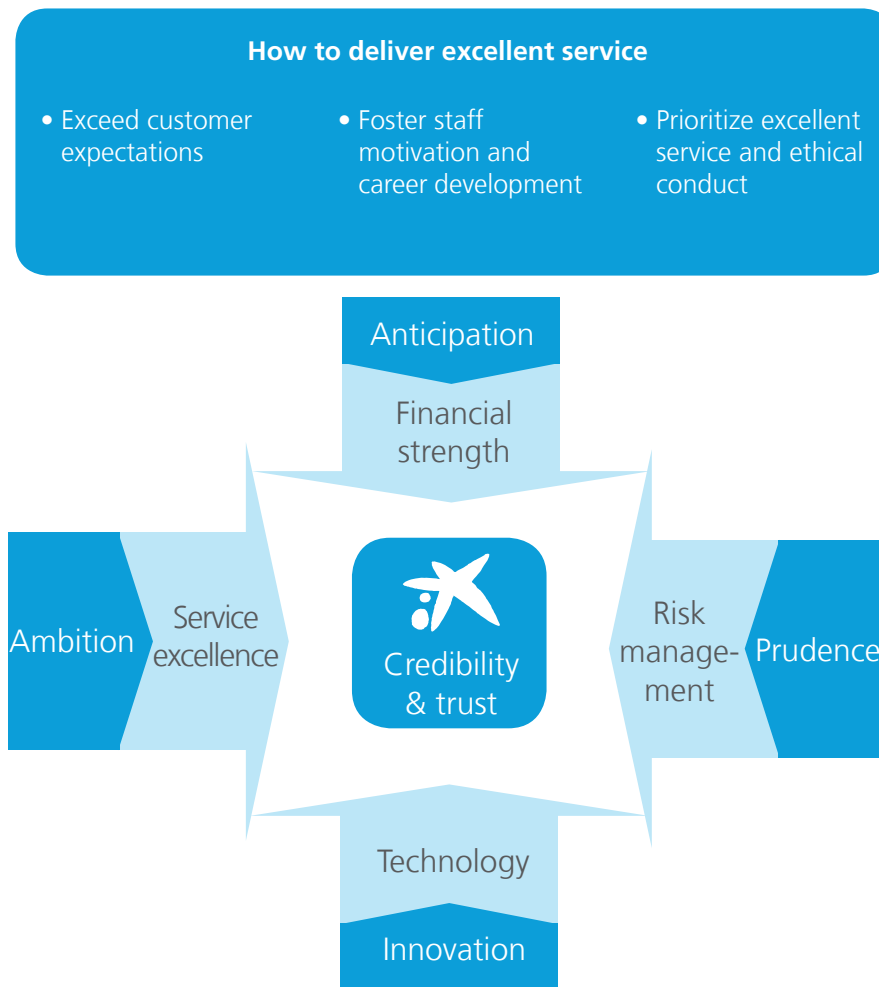 How to deliver excellent service
• Exceed customer
expectations
• Foster staff
motivation and
career development
• Prioritize excellent
service and ethical
conduct
Anticipation
Financial
strength
Ambition
Service
excellence
Credibility
& trust
Risk
manage-
ment
Prudence
Technology
Innovation